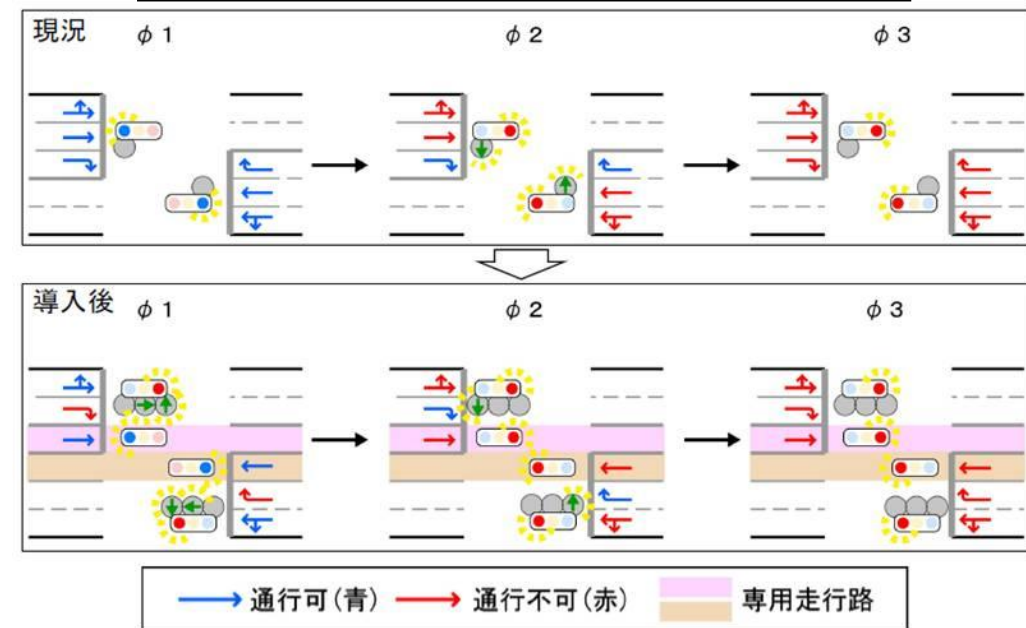 現況
φ1
φ2
φ3
導入後
φ1
φ2
φ3
通行可(青)
通行不可(赤)
専用走行路